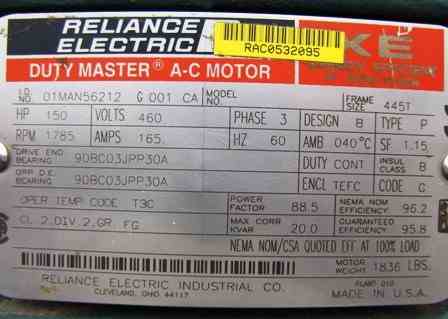 RELIANCE
ELECTRIC
RAC0532095
XE
DUTY MASTER® A-C MOTOR
I.D. NO. 01MAN56212 G 001 CA MODEL NO. FRAME SIZE 445T
HP 150 VOLTS 460 PHASE 3 DESIGN B TYPE P
RPM 1785 AMPS 165. HZ 60 AMB 040°C SF. 1.15
DRIVE END BEARING 90BC03JPP30A DUTY CONT INSUL CLASS B
OPP. D.E. BEARING 90BC03JPP30A ENCL TEFC CODE G
OPER TEMP CODE T3C POWER FACTOR 88.5 NEMA NOM EFFICIENCY 96.2
CL 2.DIV 2.GR. FG MAX CORR KVAR 20.0 GUARANTEED EFFICIENCY 95.8
NEMA NOM/CSA QUOTED EFF AT 100% LOAD
RELIANCE ELECTRIC INDUSTRIAL CO. MOTOR WEIGHT 1836 LBS.
CLEVELAND, OHIO 44117 PLANT 010 MADE IN U.S.A.